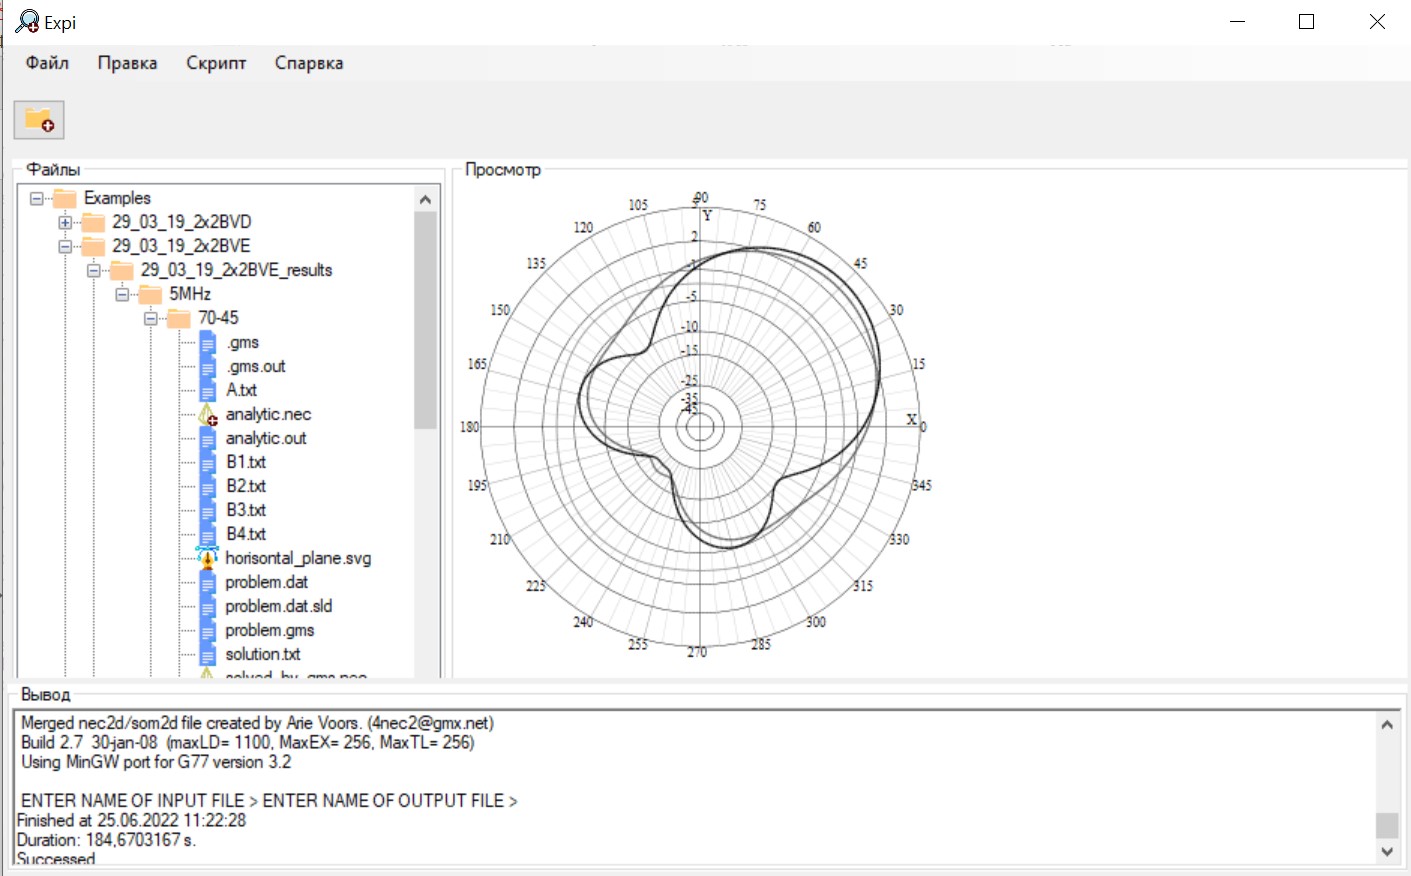 Expi
Файл Правка Скрипт Спарвка
Файлы
Examples
29_03_19_2x2BVD
29_03_19_2x2BVE
29_03_19_2x2BVE_results
5MHz
70-45
.gms
.gms.out
A.txt
analytic.nec
analytic.out
B1.txt
B2.txt
B3.txt
B4.txt
horisontal_plane.svg
problem.dat
problem.dat.sld
problem.gms
solution.txt
solved_by_gms.nec
Просмотр
90
105 75
Y
120 60
2
135 45
-1
-5
150 30
-10
-15
165 15
-25
-35
-45
X
180 0
195 345
210 330
225 315
240 300
255 285
270
Вывод
Merged nec2d/som2d file created by Arie Voors. (4nec2@gmx.net)
Build 2.7 30-jan-08 (maxLD= 1100, MaxEX= 256, MaxTL= 256)
Using MinGW port for G77 version 3.2
ENTER NAME OF INPUT FILE > ENTER NAME OF OUTPUT FILE >
Finished at 25.06.2022 11:22:28
Duration: 184,6703167 s.
Successed